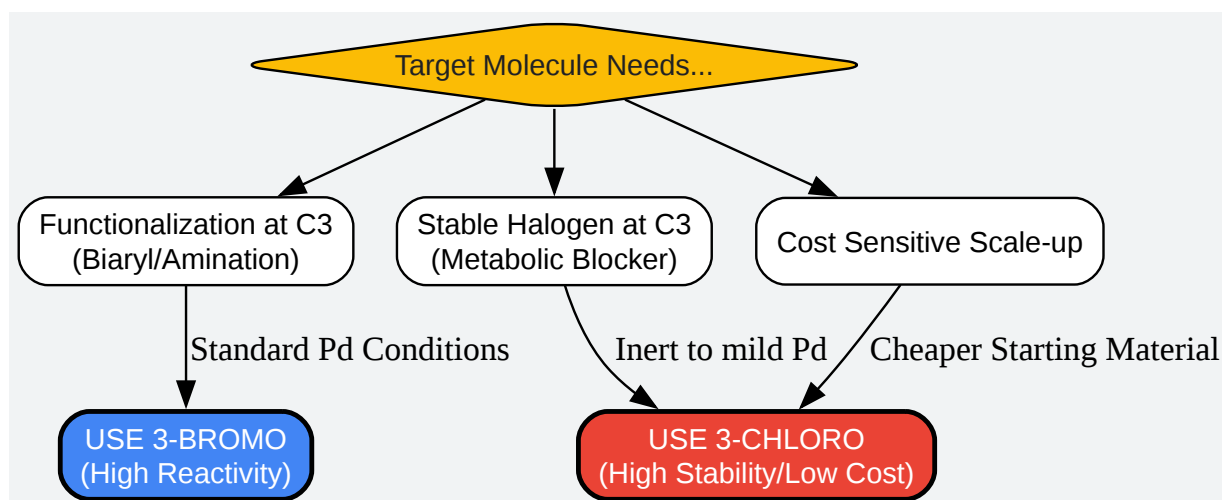 Target Molecule Needs...
Functionalization at C3
(Biaryl/Amination)
Stable Halogen at C3
(Metabolic Blocker)
Cost Sensitive Scale-up
Standard Pd Conditions
Inert to mild Pd
Cheaper Starting Material
USE 3-BROMO
(High Reactivity)
USE 3-CHLORO
(High Stability/Low Cost)